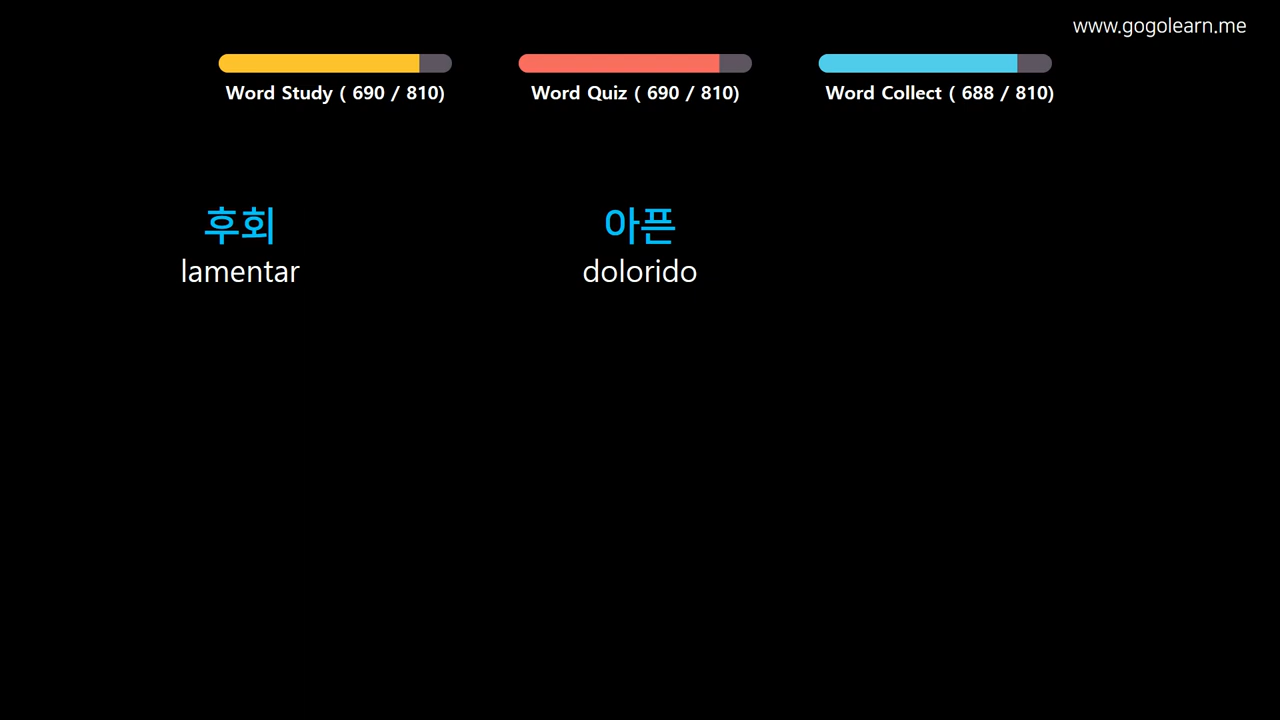 www.gogolearn.me
Word Study ( 690 / 810)
Word Quiz ( 690 / 810)
Word Collect ( 688 / 810)
후회
lamentar
아픈
dolorido